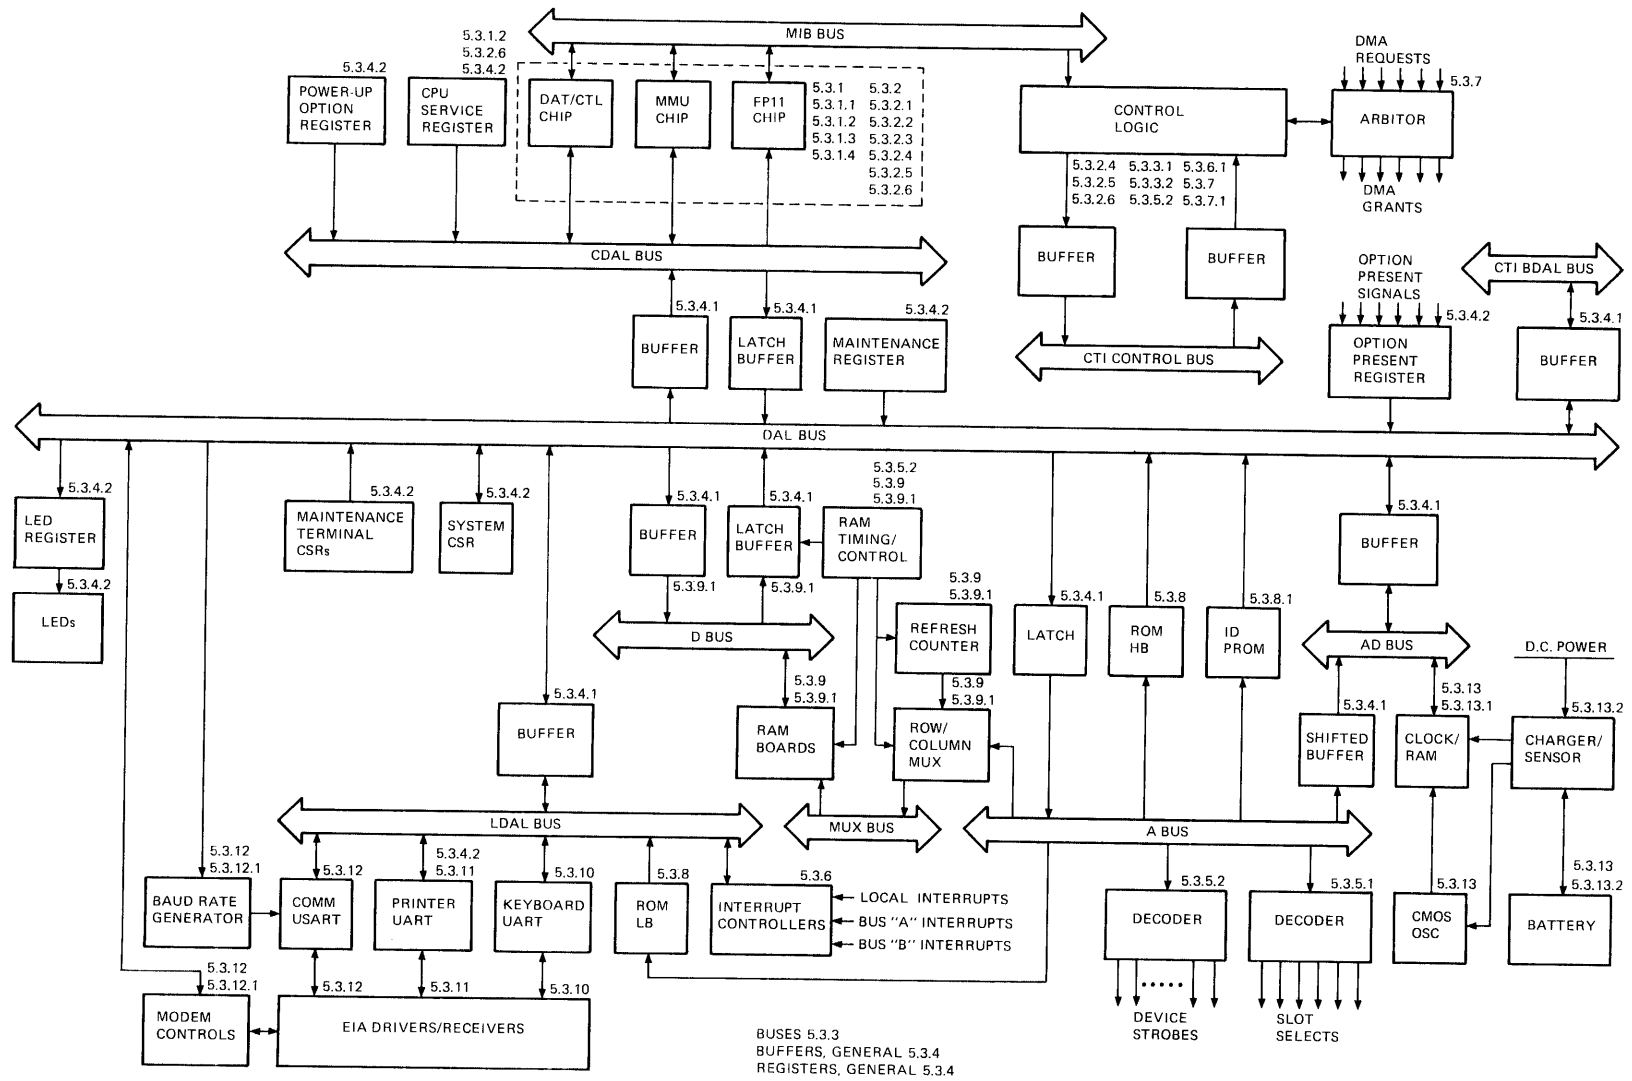 MIB BUS
5.3.1.2
5.3.2.6
5.3.4.2
5.3.4.2
POWER-UP
OPTION
REGISTER
CPU
SERVICE
REGISTER
DAT/CTL
CHIP
MMU
CHIP
FP11
CHIP
5.3.1 5.3.2
5.3.1.1 5.3.2.1
5.3.1.2 5.3.2.2
5.3.1.3 5.3.2.3
5.3.1.4 5.3.2.4
5.3.2.5
5.3.2.6
CONTROL
LOGIC
DMA
REQUESTS
5.3.7
ARBITOR
DMA
GRANTS
5.3.2.4 5.3.3.1 5.3.6.1
5.3.2.5 5.3.3.2 5.3.7
5.3.2.6 5.3.5.2 5.3.7.1
BUFFER
BUFFER
CDAL BUS
CTI BDAL BUS
OPTION
PRESENT
SIGNALS
5.3.4.1
5.3.4.1
5.3.4.2
5.3.4.2
5.3.4.1
BUFFER
LATCH
BUFFER
MAINTENANCE
REGISTER
CTI CONTROL BUS
OPTION
PRESENT
REGISTER
BUFFER
DAL BUS
5.3.4.2
LED
REGISTER
5.3.4.2
LEDs
5.3.4.2
MAINTENANCE
TERMINAL
CSRs
5.3.4.2
SYSTEM
CSR
5.3.4.1
BUFFER
5.3.9.1
5.3.4.1
LATCH
BUFFER
5.3.9.1
5.3.5.2
5.3.9
5.3.9.1
RAM
TIMING/
CONTROL
5.3.4.1
BUFFER
D BUS
5.3.9
5.3.9.1
REFRESH
COUNTER
5.3.4.1
LATCH
5.3.8
ROM
HB
5.3.8.1
ID
PROM
AD BUS
D.C. POWER
5.3.4.1
BUFFER
5.3.9
5.3.9.1
RAM
BOARDS
5.3.9
5.3.9.1
ROW/
COLUMN
MUX
5.3.4.1
SHIFTED
BUFFER
5.3.13
5.3.13.1
CLOCK/
RAM
5.3.13.2
CHARGER/
SENSOR
LDAL BUS
MUX BUS
A BUS
5.3.12
5.3.12.1
BAUD RATE
GENERATOR
5.3.12
COMM
USART
5.3.4.2
5.3.11
PRINTER
UART
5.3.10
KEYBOARD
UART
5.3.8
ROM
LB
5.3.6
INTERRUPT
CONTROLLERS
LOCAL INTERRUPTS
BUS "A" INTERRUPTS
BUS "B" INTERRUPTS
5.3.5.2
DECODER
5.3.5.1
DECODER
5.3.13
CMOS
OSC
5.3.13
5.3.13.2
BATTERY
5.3.12
5.3.12.1
MODEM
CONTROLS
5.3.12
5.3.11
5.3.10
EIA DRIVERS/RECEIVERS
DEVICE
STROBES
SLOT
SELECTS
BUSES 5.3.3
BUFFERS, GENERAL 5.3.4
REGISTERS, GENERAL 5.3.4